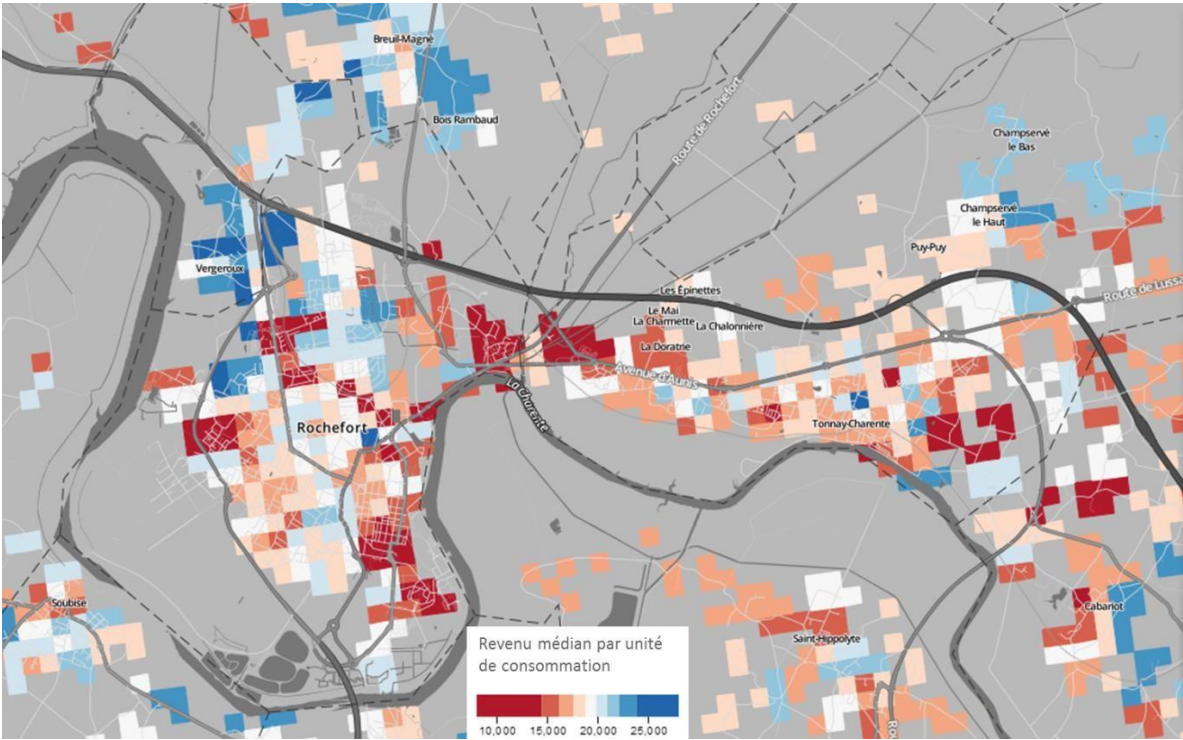 Breuil-Magné
Bois Rambaud
Route de Rochefort
Champservé
le Bas
Champservé
le Haut
Puy-Puy
Vergeroux
Les Épinettes
Route de Lussa
Le Mai
La Charmette
La Chalonnière
La Doratrie
Avenue d'Aunis
La Charente
Rochefort
Tonnay-Charente
Soubise
Cabariot
Saint-Hippolyte
Revenu médian par unité
de consommation
10,000 15,000 20,000 25,000
Ro